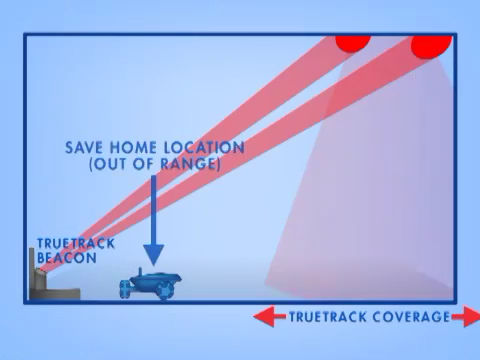 SAVE HOME LOCATION
(OUT OF RANGE)
TRUETRACK
BEACON
TRUETRACK COVERAGE